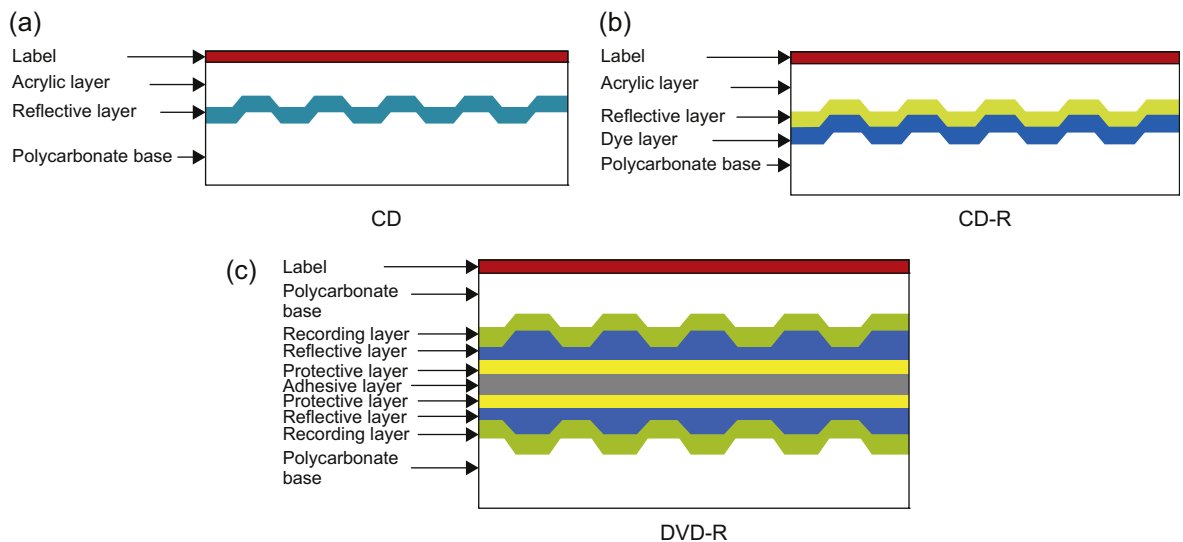 (a)
Label
Acrylic layer
Reflective layer
Polycarbonate base
CD
(b)
Label
Acrylic layer
Reflective layer
Dye layer
Polycarbonate base
CD-R
(c)
Label
Polycarbonate
base
Recording layer
Reflective layer
Protective layer
Adhesive layer
Protective layer
Reflective layer
Recording layer
Polycarbonate
base
DVD-R